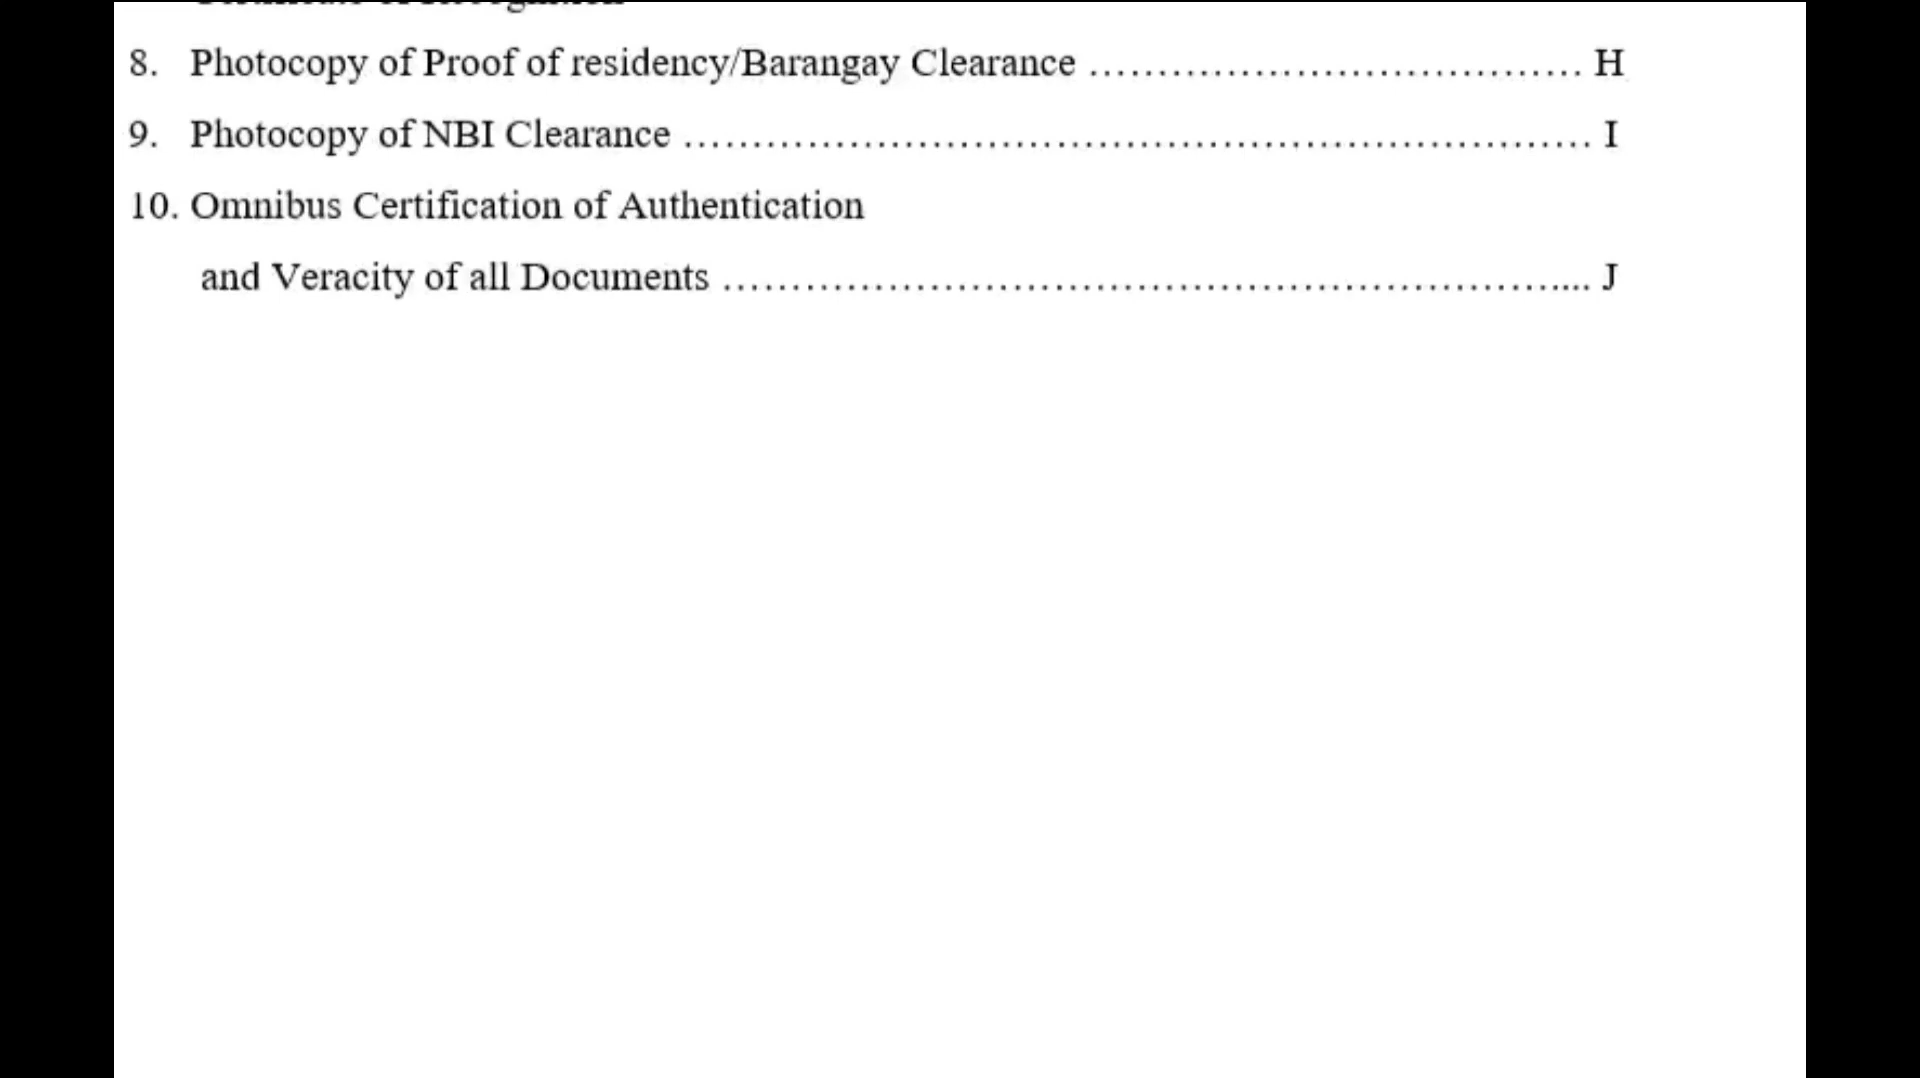 8. Photocopy of Proof of residency/Barangay Clearance ........................................ H
9. Photocopy of NBI Clearance .................................................................. I
10. Omnibus Certification of Authentication
and Veracity of all Documents ................................................................ J